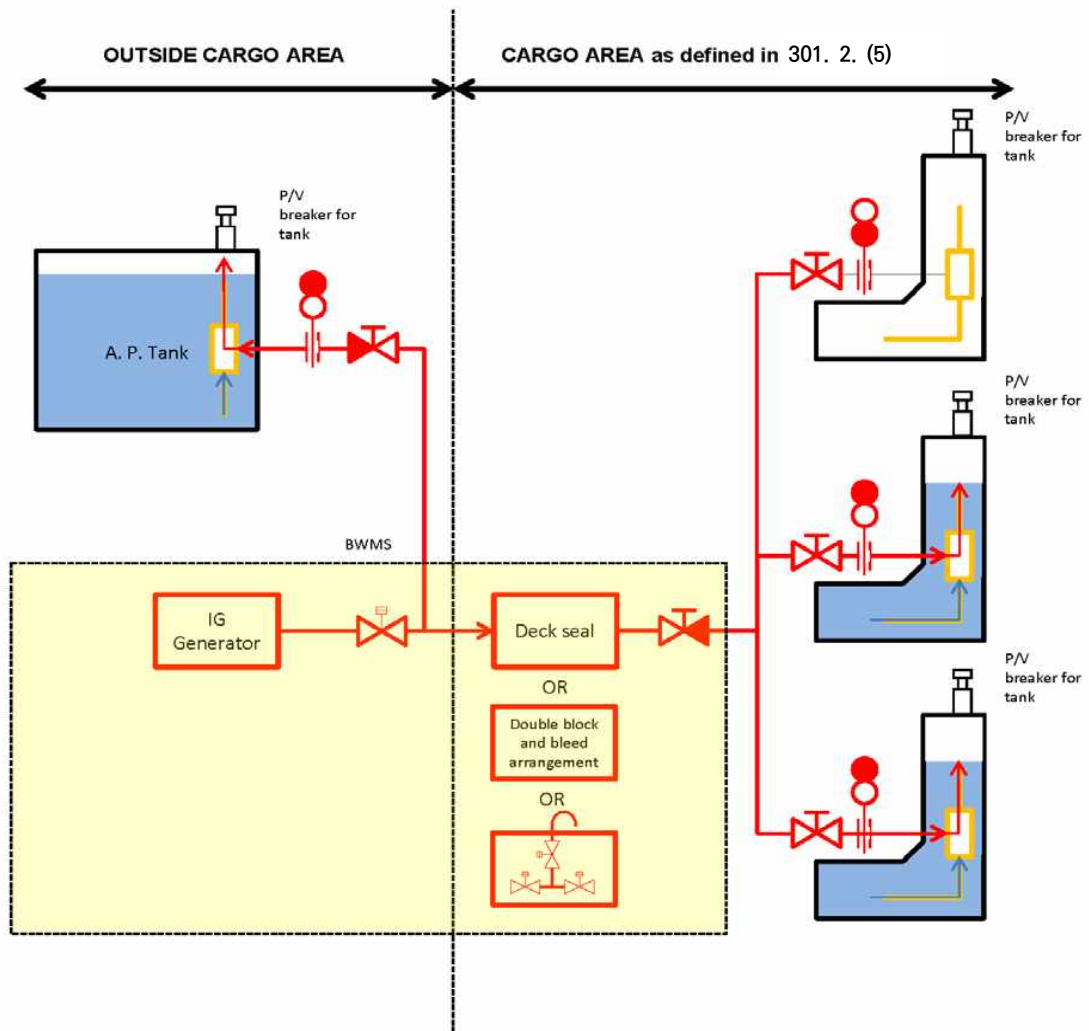 OUTSIDE CARGO AREA
CARGO AREA as defined in 301. 2. (5)
P/V
breaker for
tank
P/V
breaker for
tank
A. P. Tank
P/V
breaker for
tank
BWMS
IG
Generator
Deck seal
OR
Double block
and bleed
arrangement
OR
P/V
breaker for
tank